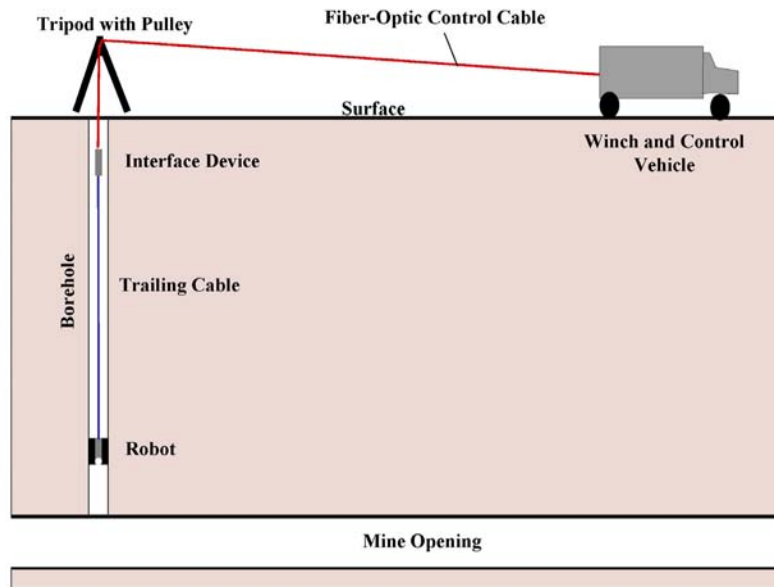 Fiber-Optic Control Cable
Tripod with Pulley
Surface
Winch and Control
Vehicle
Interface Device
Borehole
Trailing Cable
Robot
Mine Opening